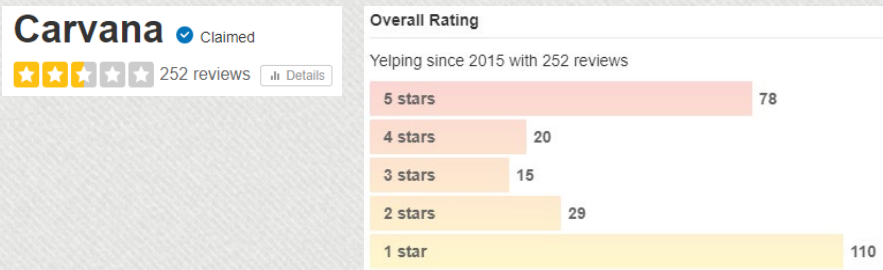 Carvana Claimed
252 reviews Details
Overall Rating
Yelping since 2015 with 252 reviews
5 stars 78
4 stars 20
3 stars 15
2 stars 29
1 star 110